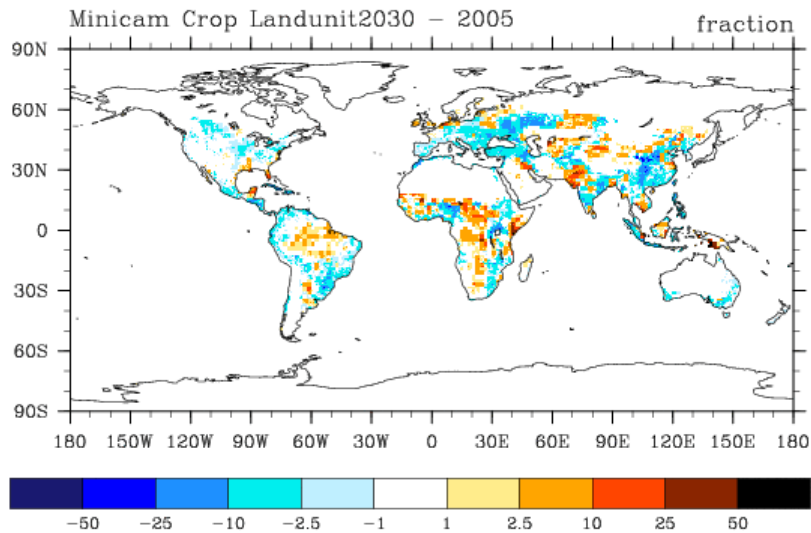 Minicam Crop Landunit2030 - 2005 fraction
90N
60N
30N
0
30S
60S
90S
180 150W 120W 90W 60W 30W 0 30E 60E 90E 120E 150E 180
-50 -25 -10 -2.5 -1 1 2.5 10 25 50